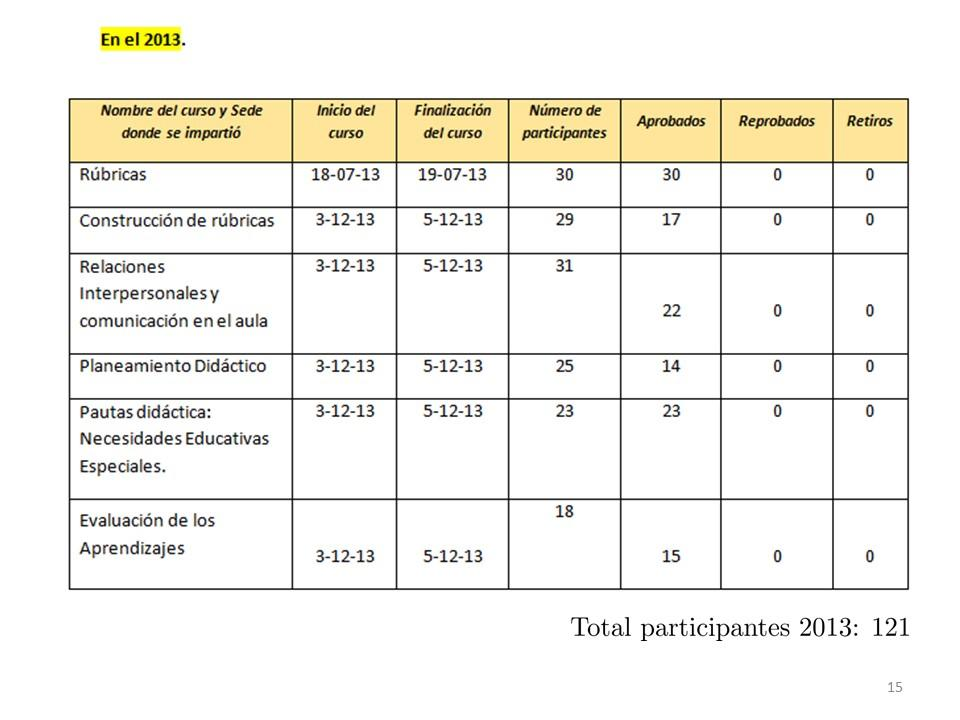 En el 2013.
Nombre del curso y Sede donde se impartió | Inicio del curso | Finalización del curso | Número de participantes | Aprobados | Reprobados | Retiros
Rúbricas | 18-07-13 | 19-07-13 | 30 | 30 | 0 | 0
Construcción de rúbricas | 3-12-13 | 5-12-13 | 29 | 17 | 0 | 0
Relaciones Interpersonales y comunicación en el aula | 3-12-13 | 5-12-13 | 31 | 22 | 0 | 0
Planeamiento Didáctico | 3-12-13 | 5-12-13 | 25 | 14 | 0 | 0
Pautas didáctica: Necesidades Educativas Especiales. | 3-12-13 | 5-12-13 | 23 | 23 | 0 | 0
Evaluación de los Aprendizajes | 3-12-13 | 5-12-13 | 18 | 15 | 0 | 0
Total participantes 2013: 121
15